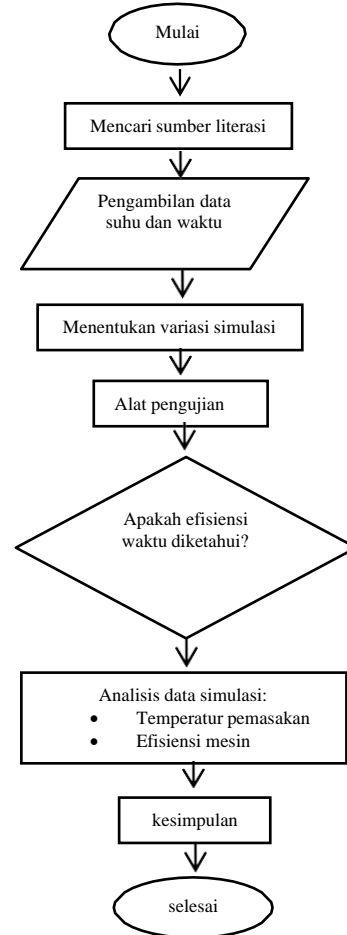 Mulai
Mencari sumber literasi
Pengambilan data
suhu dan waktu
Menentukan variasi simulasi
Alat pengujian
Apakah efisiensi
waktu diketahui?
Analisis data simulasi:
• Temperatur pemasakan
• Efisiensi mesin
kesimpulan
selesai